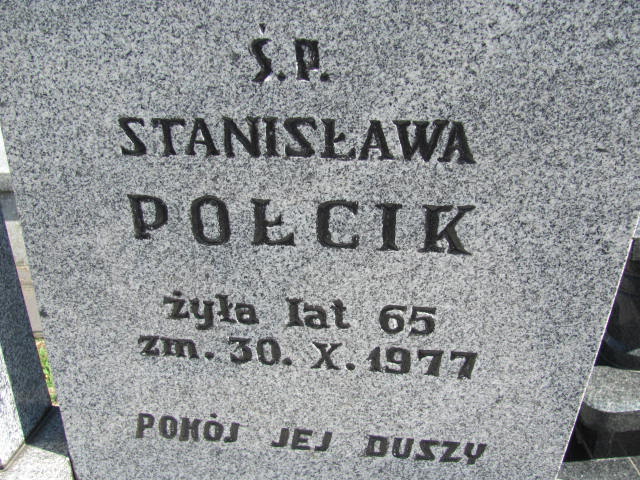 Ś.P.
STANISŁAWA
POŁCIK
żyła lat 65
zm. 30. X. 1977
POKÓJ JEJ DUSZY